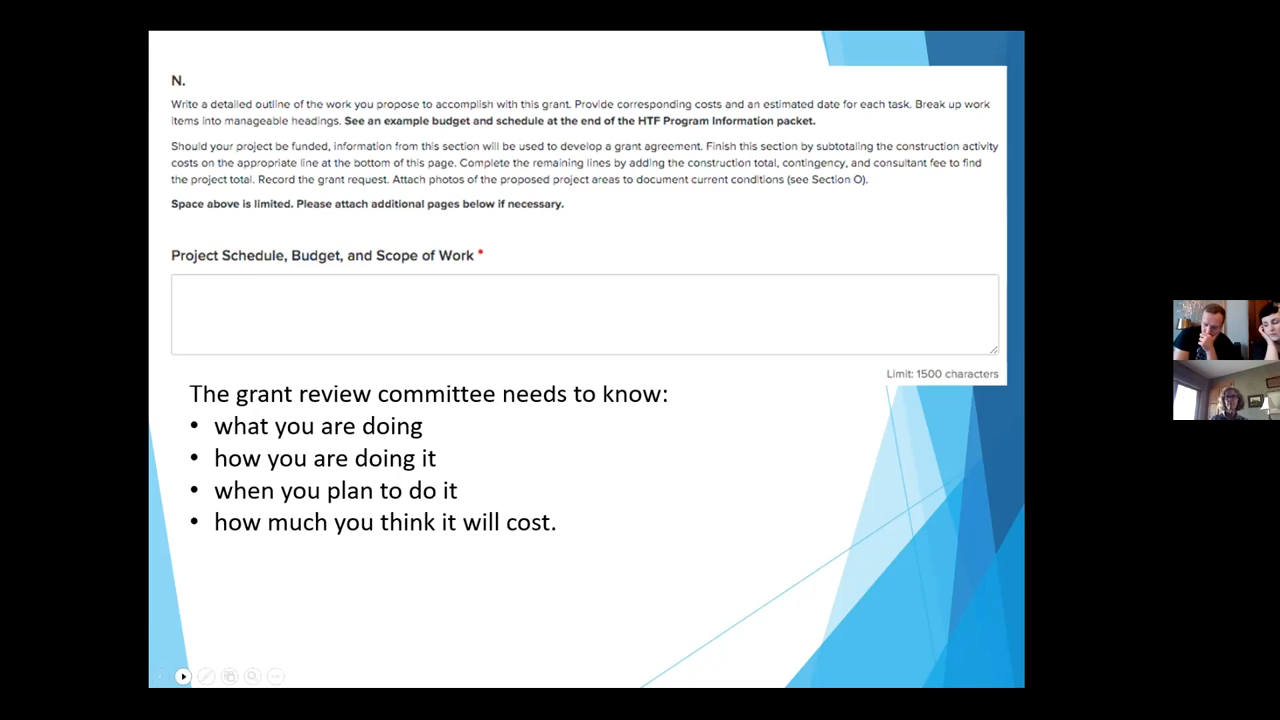 N.
Write a detailed outline of the work you propose to accomplish with this grant. Provide corresponding costs and an estimated date for each task. Break up work
items into manageable headings. See an example budget and schedule at the end of the HTF Program Information packet.
Should your project be funded, information from this section will be used to develop a grant agreement. Finish this section by subtotaling the construction activity
costs on the appropriate line at the bottom of this page. Complete the remaining lines by adding the construction total, contingency, and consultant fee to find
the project total. Record the grant request. Attach photos of the proposed project areas to document current conditions (see Section O).
Space above is limited. Please attach additional pages below if necessary.
Project Schedule, Budget, and Scope of Work *
Limit: 1500 characters
The grant review committee needs to know:
• what you are doing
• how you are doing it
• when you plan to do it
• how much you think it will cost.